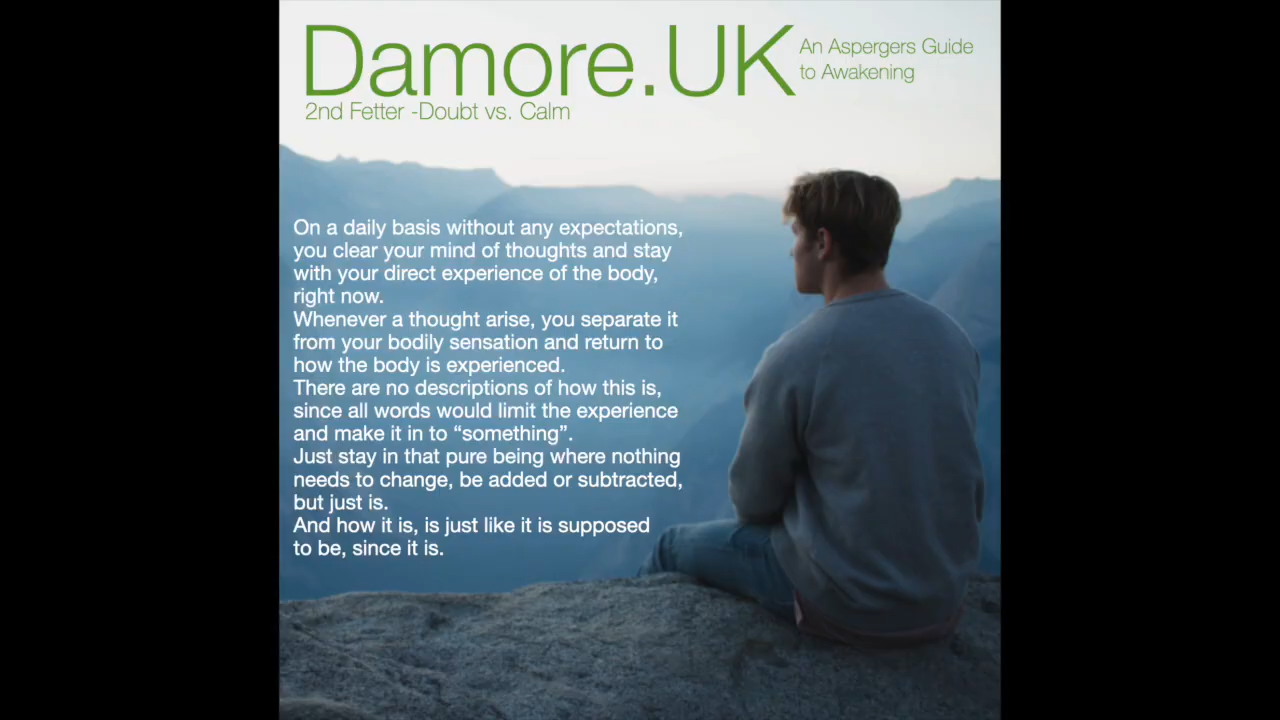 Damore.UK
An Aspergers Guide
to Awakening
2nd Fetter -Doubt vs. Calm
On a daily basis without any expectations,
you clear your mind of thoughts and stay
with your direct experience of the body,
right now.
Whenever a thought arise, you separate it
from your bodily sensation and return to
how the body is experienced.
There are no descriptions of how this is,
since all words would limit the experience
and make it in to “something”.
Just stay in that pure being where nothing
needs to change, be added or subtracted,
but just is.
And how it is, is just like it is supposed
to be, since it is.